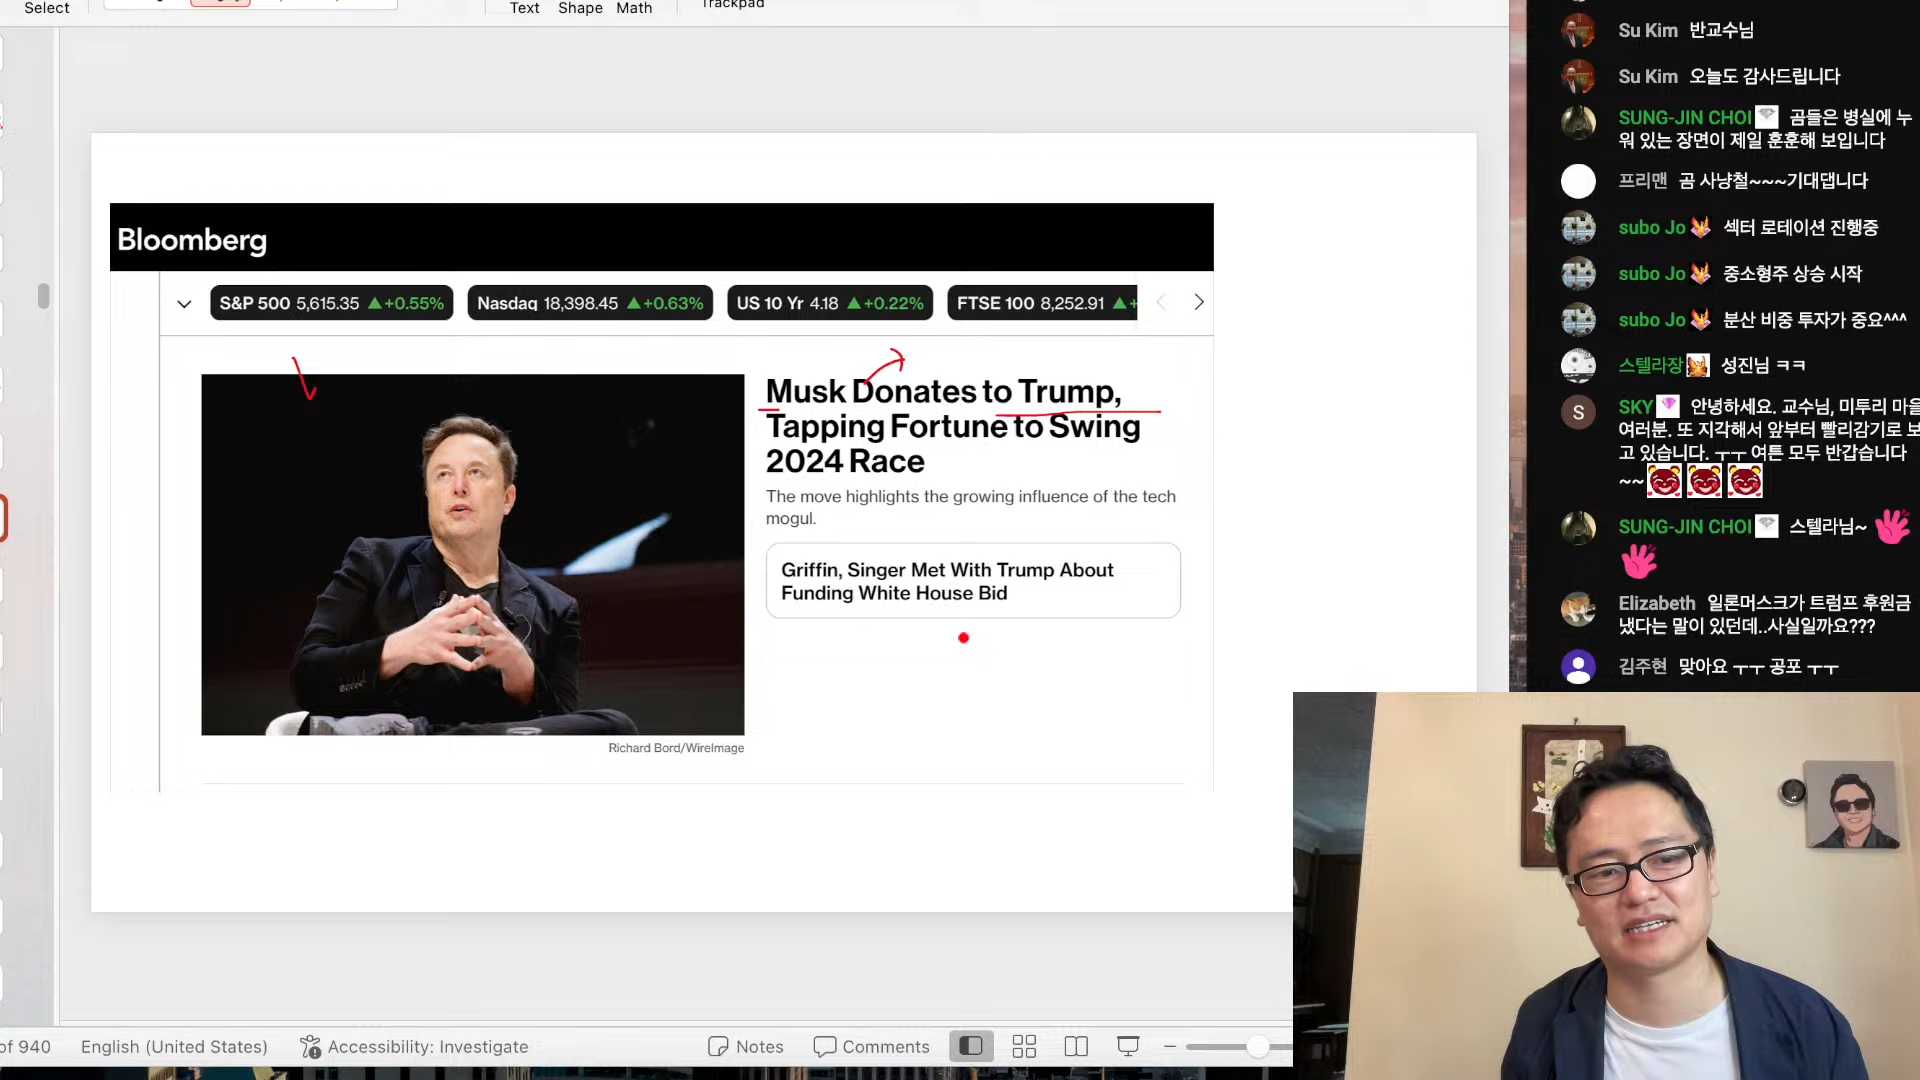 Select
Text
Shape
Math
Trackpad
Bloomberg
S&P 500 5,615.35 ▲+0.55%
Nasdaq 18,398.45 ▲+0.63%
US 10 Yr 4.18 ▲+0.22%
FTSE 100 8,252.91 ▲+
Musk Donates to Trump,
Tapping Fortune to Swing
2024 Race
The move highlights the growing influence of the tech
mogul.
Griffin, Singer Met With Trump About
Funding White House Bid
Richard Bord/WireImage
Su Kim 반교수님
Su Kim 오늘도 감사드립니다
SUNG-JIN CHOI 곰들은 병실에 누
워 있는 장면이 제일 훈훈해 보입니다
프리맨 곰 사냥철~~~기대댑니다
subo Jo 섹터 로테이션 진행중
subo Jo 중소형주 상승 시작
subo Jo 분산 비중 투자가 중요^^^
스텔라장 성진님 ㅋㅋ
S
SKY 안녕하세요. 교수님, 미투리 마을
여러분. 또 지각해서 앞부터 빨리감기로 보
고 있습니다. ㅜㅜ 여튼 모두 반갑습니다
~~
SUNG-JIN CHOI 스텔라님~
Elizabeth 일론머스크가 트럼프 후원금
냈다는 말이 있던데..사실일까요???
김주현 맞아요 ㅜㅜ 공포 ㅜㅜ
of 940
English (United States)
Accessibility: Investigate
Notes
Comments